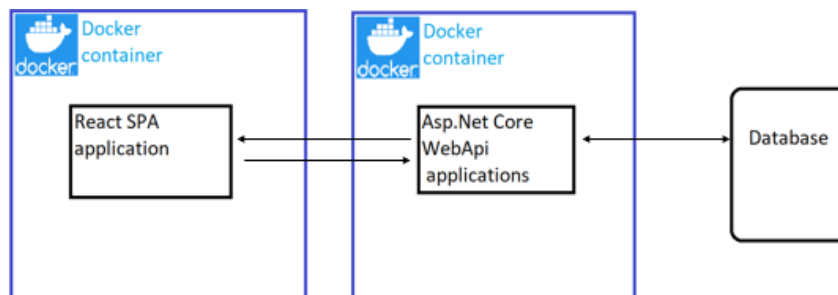 Docker
container
docker
React SPA
application
Docker
container
docker
Asp.Net Core
WebApi
applications
Database